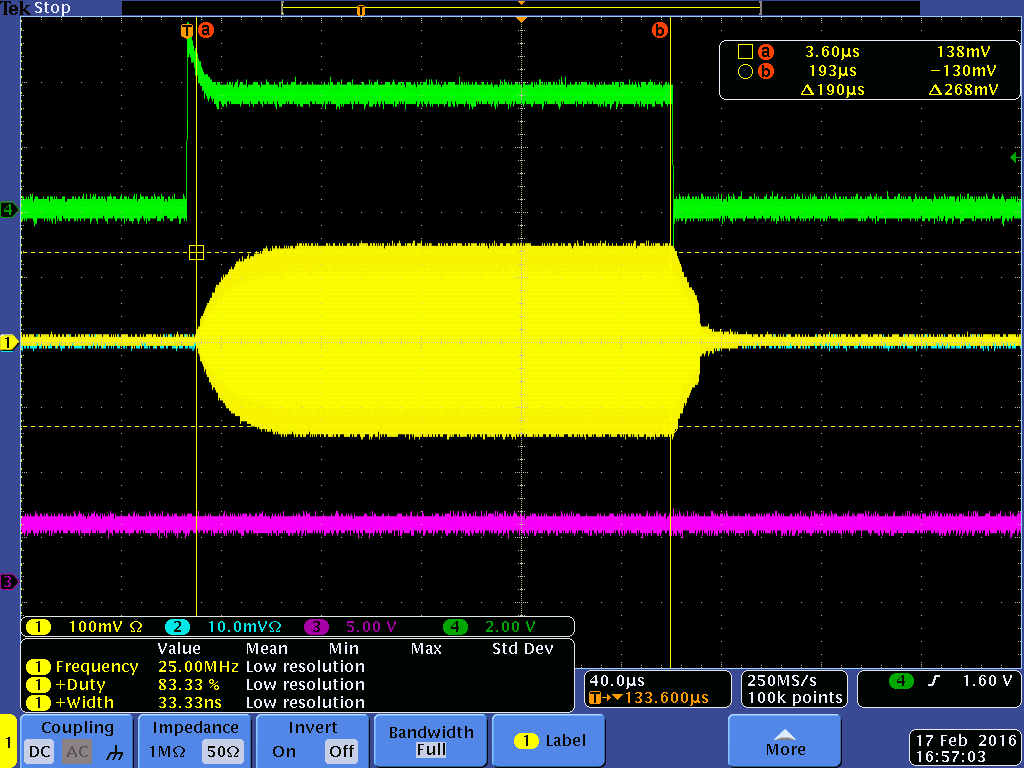 Tek Stop
T
T a b
a 3.60µs 138mV
b 193µs −130mV
Δ190µs Δ268mV
4
1
3
1 100mV Ω 2 10.0mVΩ 3 5.00 V 4 2.00 V
Value Mean Min Max Std Dev
1 Frequency 25.00MHz Low resolution
1 +Duty 83.33 % Low resolution
1 +Width 33.33ns Low resolution
40.0µs
T→▼133.600µs
250MS/s
100k points
4 1.60 V
1
Coupling
DC AC
Impedance
1MΩ 50Ω
Invert
On Off
Bandwidth
Full
1 Label
More
17 Feb 2016
16:57:03